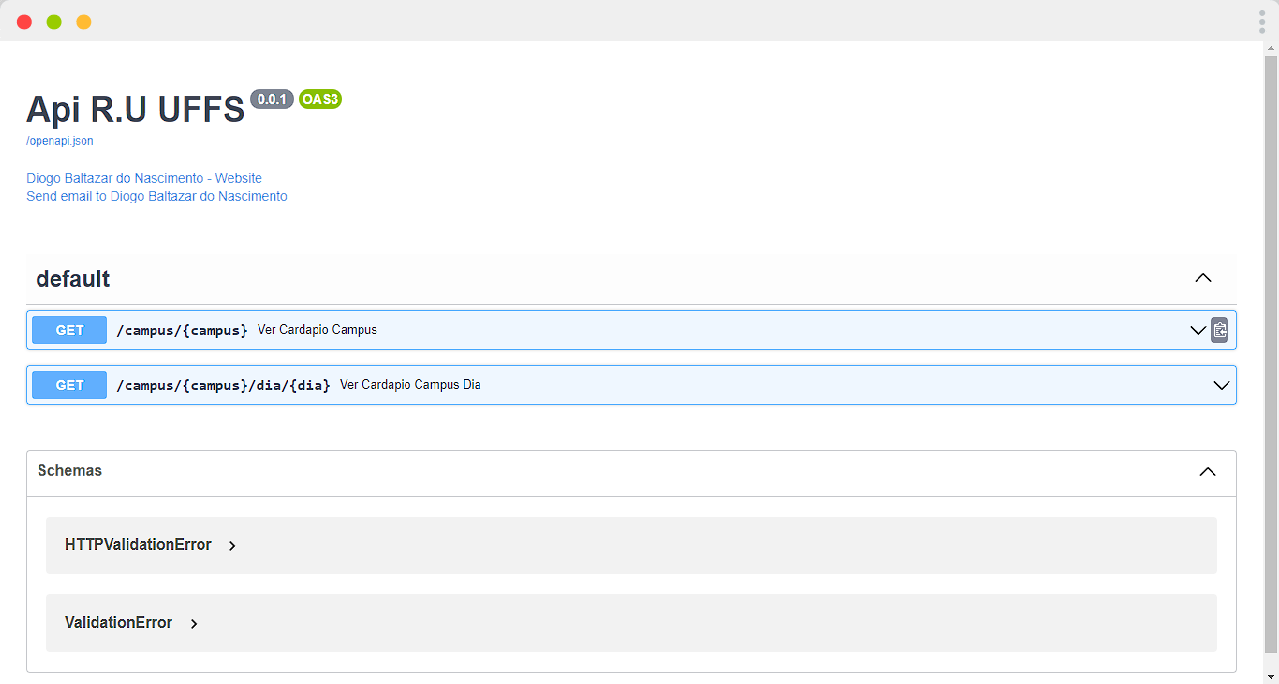 Api R.U UFFS 0.0.1 OAS3
/openapi.json
Diogo Baltazar do Nascimento - Website
Send email to Diogo Baltazar do Nascimento
default
GET /campus/{campus} Ver Cardapio Campus
GET /campus/{campus}/dia/{dia} Ver Cardapio Campus Dia
Schemas
HTTPValidationError
ValidationError